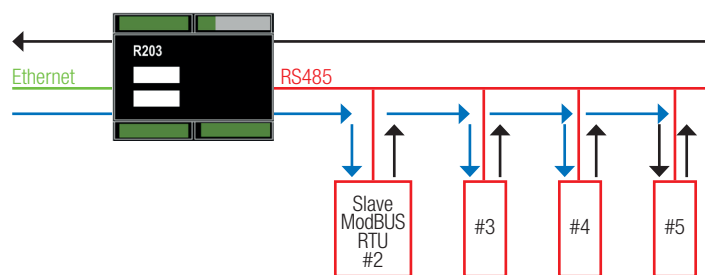 R203
Ethernet
RS485
Slave
ModBUS
RTU
#2
#3
#4
#5